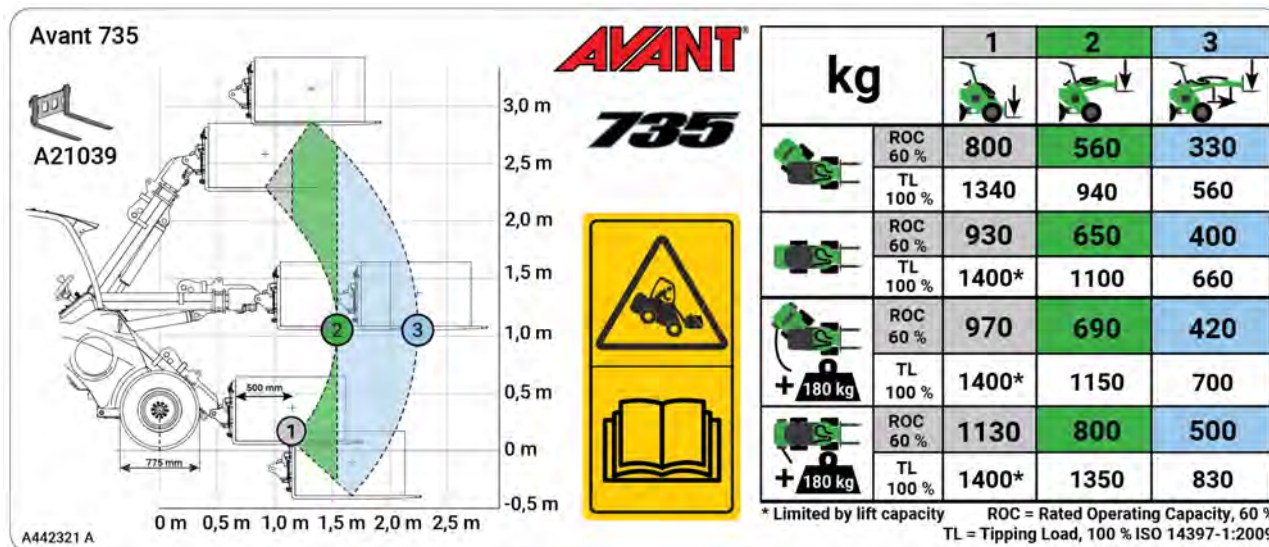 Avant 735
A21039
3,0 m
2,5 m
2,0 m
1,5 m
1,0 m
0,5 m
0 m
-0,5 m
500 mm
775 mm
1
2
3
0 m 0,5 m 1,0 m 1,5 m 2,0 m 2,5 m
A442321 A
AVANT®
735
kg 1 2 3
ROC 60 % 800 560 330
TL 100 % 1340 940 560
ROC 60 % 930 650 400
TL 100 % 1400* 1100 660
ROC 60 % 970 690 420
+ 180 kg TL 100 % 1400* 1150 700
ROC 60 % 1130 800 500
+ 180 kg TL 100 % 1400* 1350 830
* Limited by lift capacity ROC = Rated Operating Capacity, 60 %
TL = Tipping Load, 100 % ISO 14397-1:2009